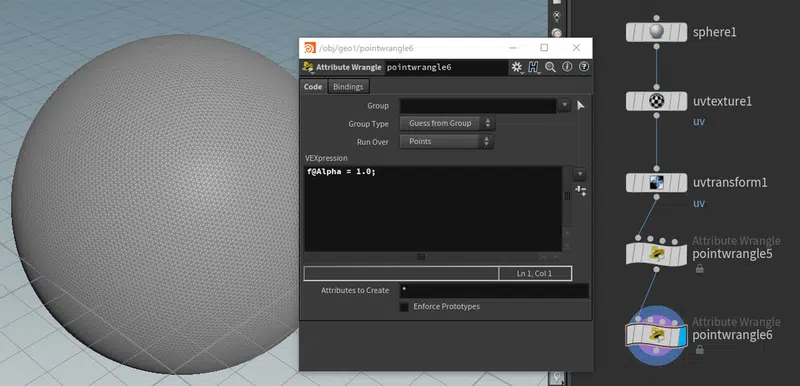 /obj/geo1/pointwrangle6
Attribute Wrangle pointwrangle6
Code Bindings
Group
Group Type Guess from Group
Run Over Points
VEXpression
f@Alpha = 1.0;
Ln 1, Col 1
Attributes to Create *
Enforce Prototypes
sphere1
uvtexture1
uv
uvtransform1
uv
Attribute Wrangle
pointwrangle5
Attribute Wrangle
pointwrangle6